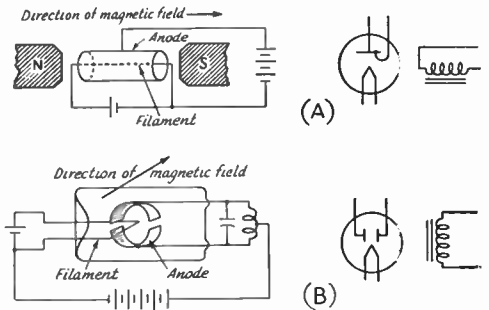 Direction of magnetic field
Anode
N
S
Filament
(A)
Direction of magnetic field
Filament
Anode
(B)